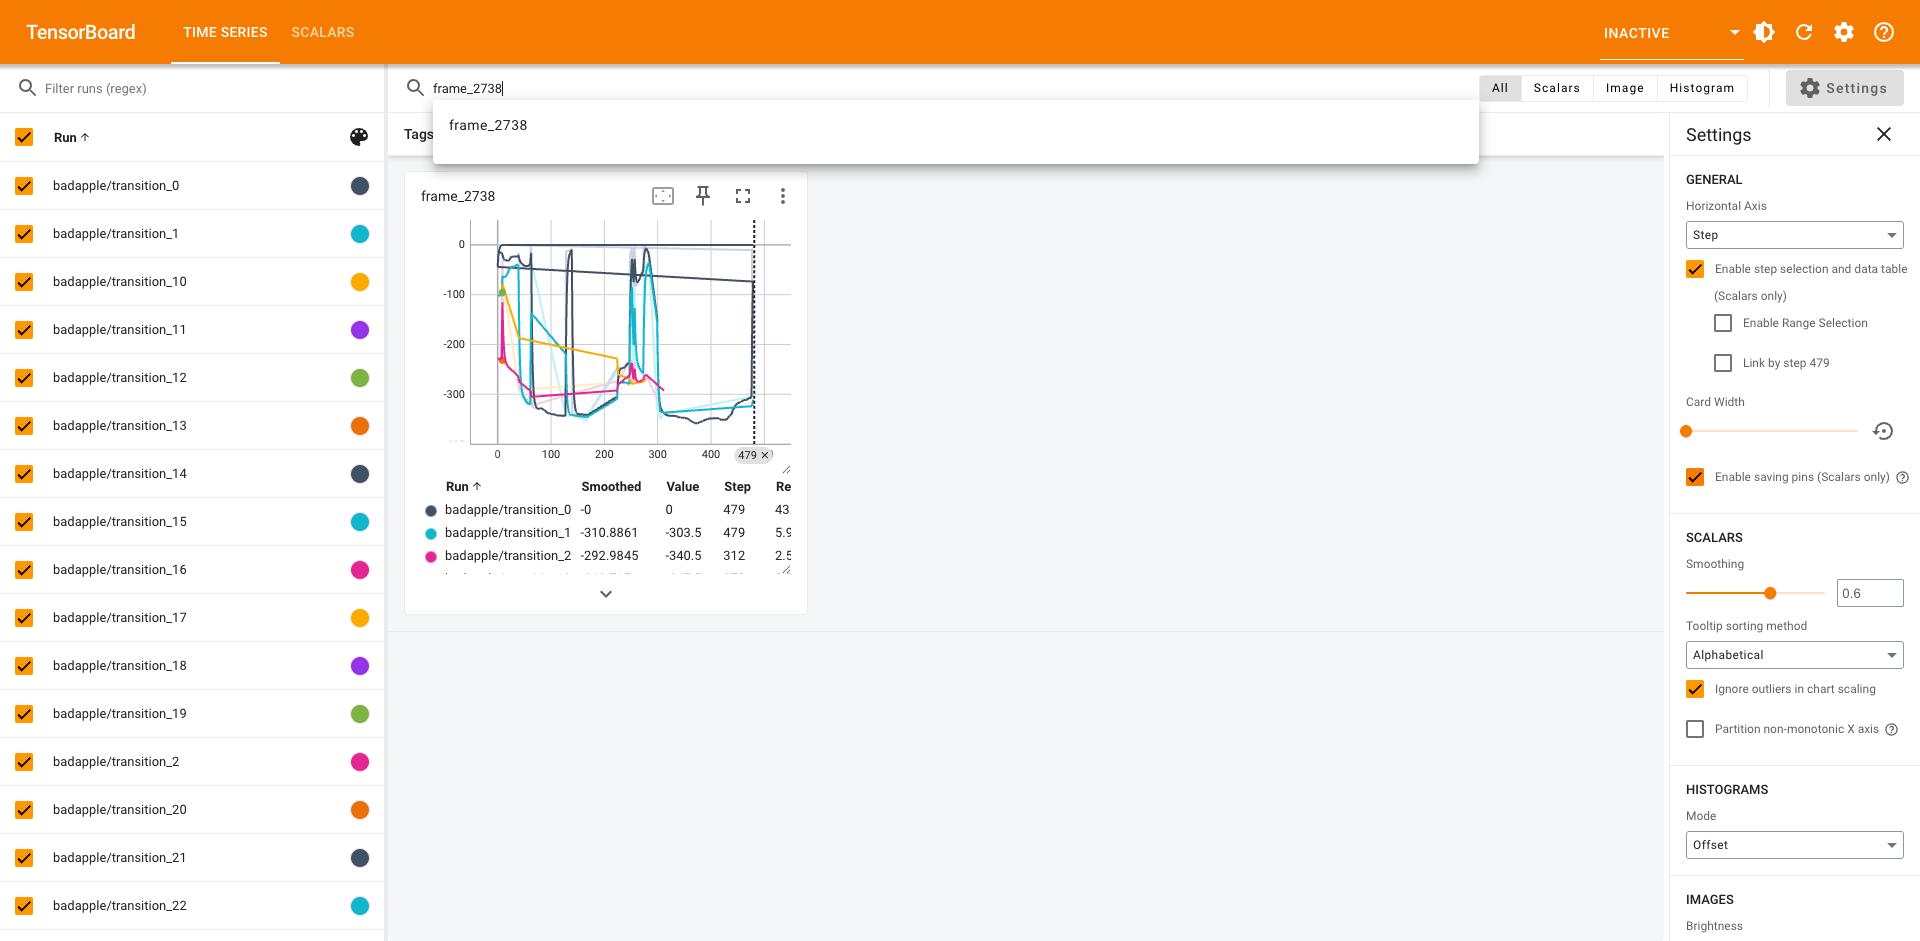 TensorBoard
TIME SERIES
SCALARS
INACTIVE
Filter runs (regex)
Run
badapple/transition_0
badapple/transition_1
badapple/transition_10
badapple/transition_11
badapple/transition_12
badapple/transition_13
badapple/transition_14
badapple/transition_15
badapple/transition_16
badapple/transition_17
badapple/transition_18
badapple/transition_19
badapple/transition_2
badapple/transition_20
badapple/transition_21
badapple/transition_22
frame_2738
frame_2738
All
Scalars
Image
Histogram
Settings
Tags
frame_2738
0
-100
-200
-300
0
100
200
300
400
479
Run Smoothed Value Step Re
badapple/transition_0 -0 0 479 43.
badapple/transition_1 -310.8861 -303.5 479 5.9
badapple/transition_2 -292.9845 -340.5 312 2.5
Settings
GENERAL
Horizontal Axis
Step
Enable step selection and data table
(Scalars only)
Enable Range Selection
Link by step 479
Card Width
Enable saving pins (Scalars only)
SCALARS
Smoothing
0.6
Tooltip sorting method
Alphabetical
Ignore outliers in chart scaling
Partition non-monotonic X axis
HISTOGRAMS
Mode
Offset
IMAGES
Brightness